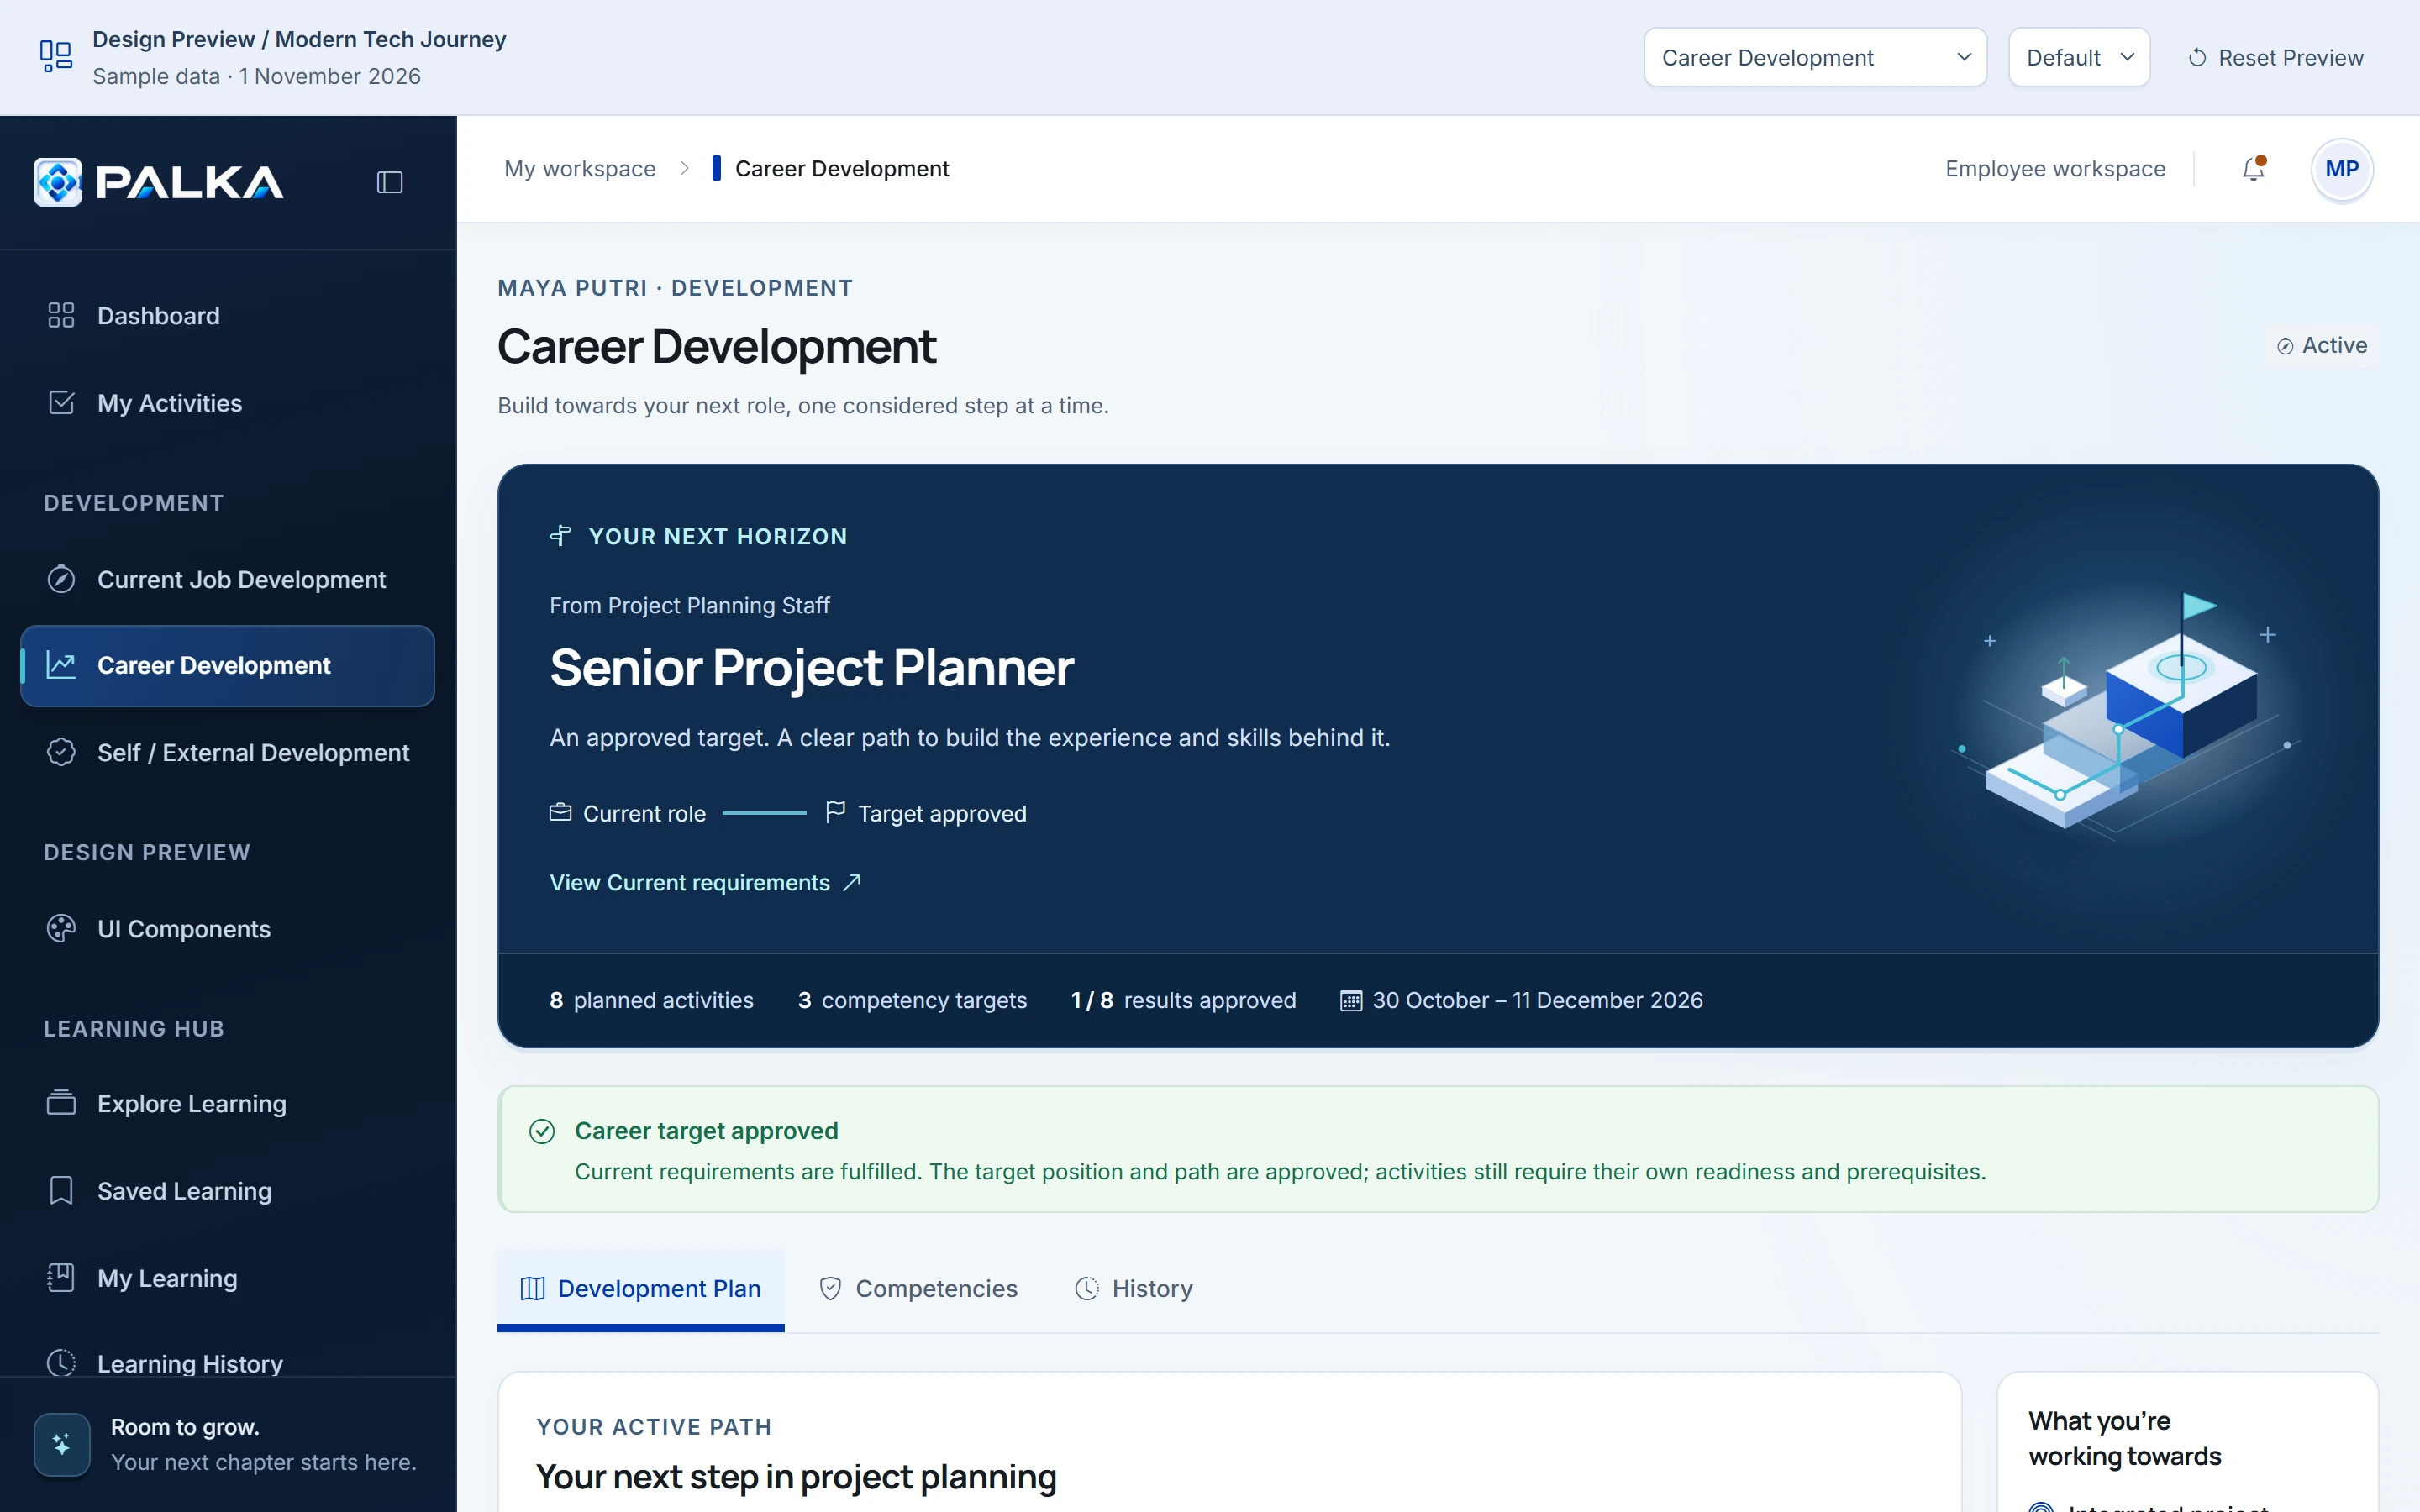 Design Preview / Modern Tech Journey
Sample data · 1 November 2026
Career Development
Default
Reset Preview
PALKA
Dashboard
My Activities
DEVELOPMENT
Current Job Development
Career Development
Self / External Development
DESIGN PREVIEW
UI Components
LEARNING HUB
Explore Learning
Saved Learning
My Learning
Learning History
Room to grow.
Your next chapter starts here.
My workspace
Career Development
Employee workspace
MP
MAYA PUTRI · DEVELOPMENT
Career Development
Active
Build towards your next role, one considered step at a time.
YOUR NEXT HORIZON
From Project Planning Staff
Senior Project Planner
An approved target. A clear path to build the experience and skills behind it.
Current role
Target approved
View Current requirements
8 planned activities
3 competency targets
1 / 8 results approved
30 October – 11 December 2026
Career target approved
Current requirements are fulfilled. The target position and path are approved; activities still require their own readiness and prerequisites.
Development Plan
Competencies
History
YOUR ACTIVE PATH
Your next step in project planning
What you’re
working towards
Integrated project